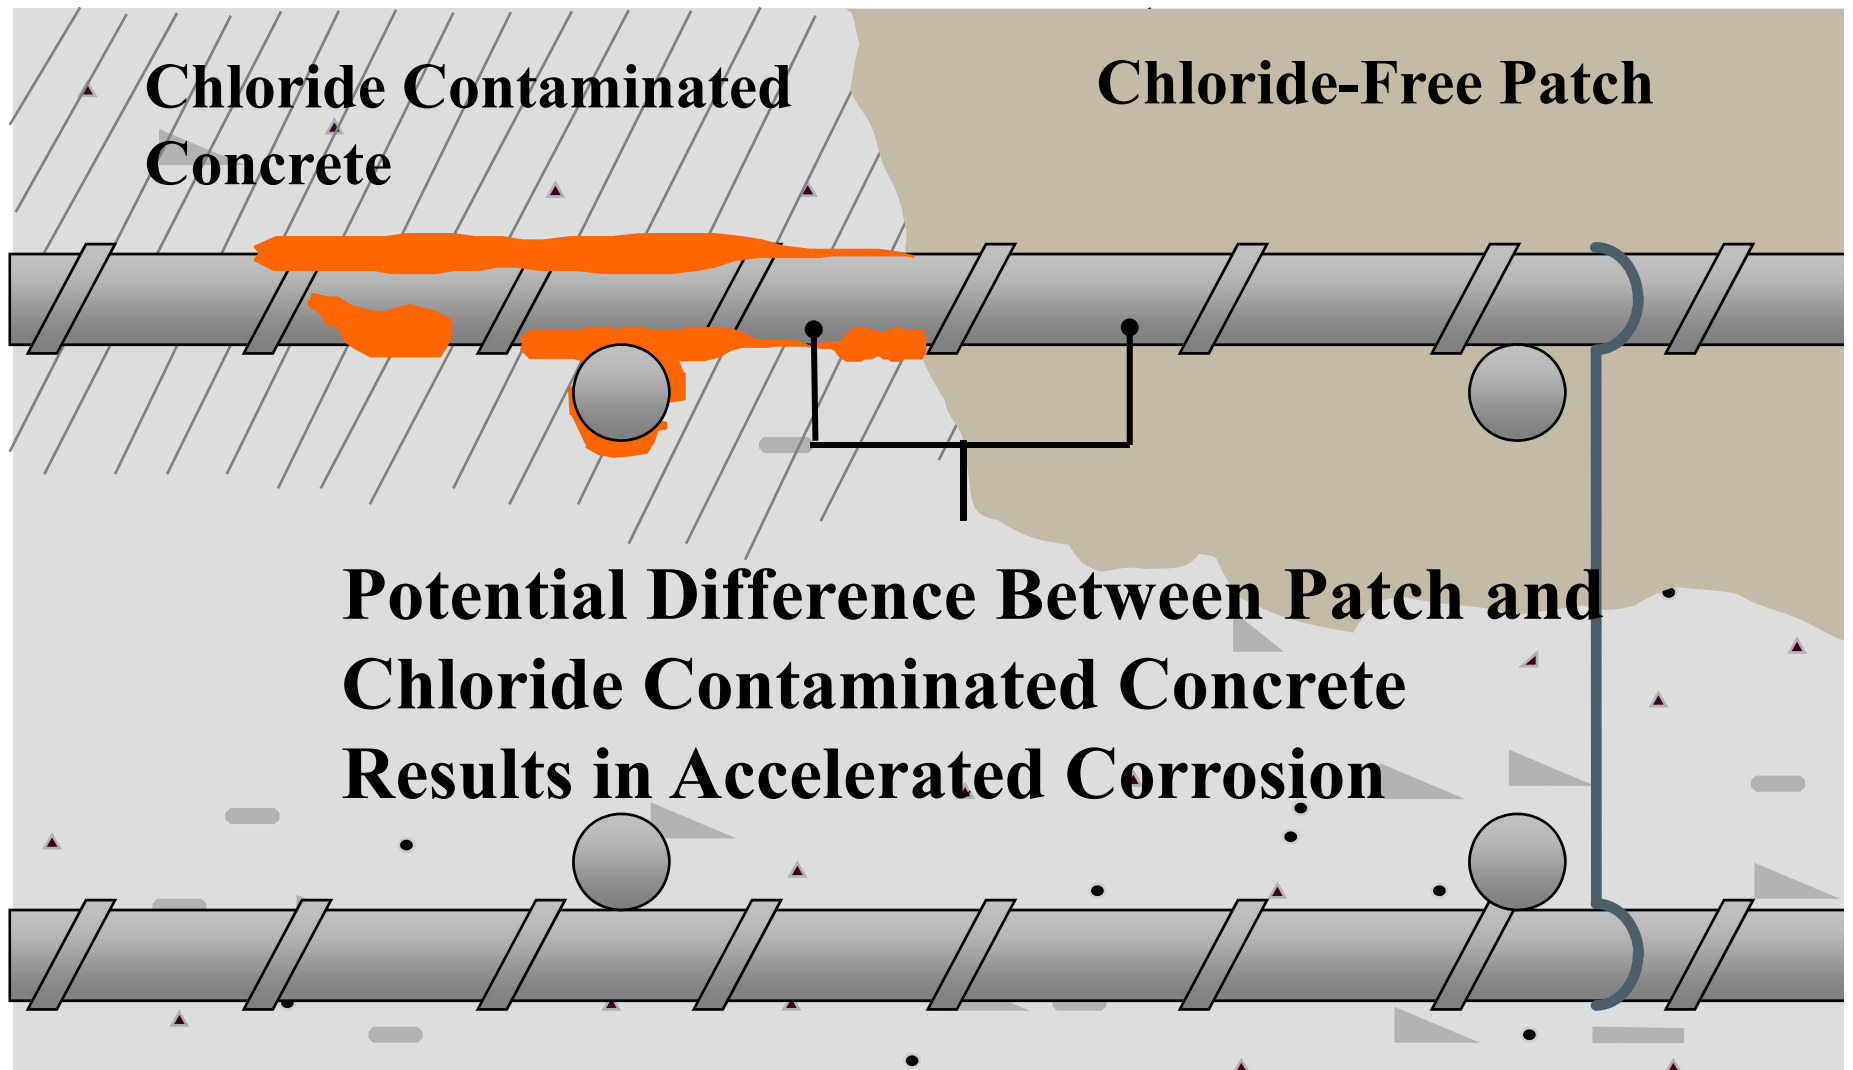 Chloride Contaminated
Concrete
Chloride-Free Patch
Potential Difference Between Patch and
Chloride Contaminated Concrete
Results in Accelerated Corrosion